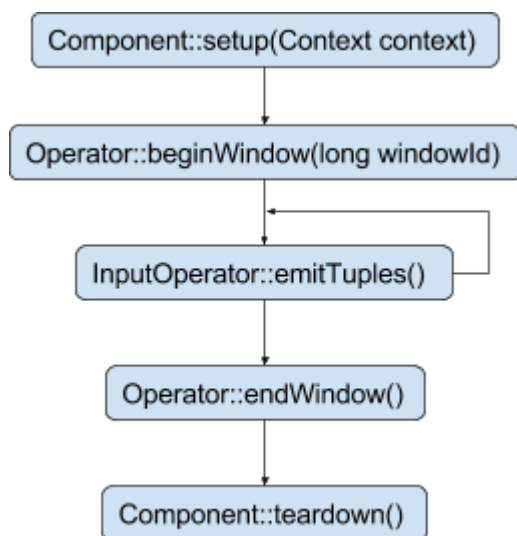 Component::setup(Context context)
Operator::beginWindow(long windowId)
InputOperator::emitTuples()
Operator::endWindow()
Component::teardown()